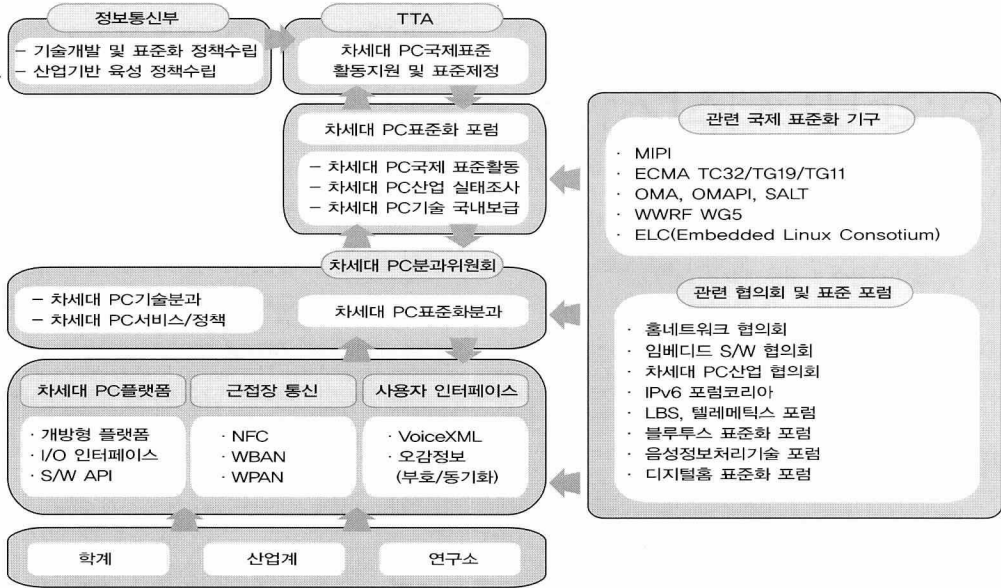 정보통신부
– 기술개발 및 표준화 정책수립
– 산업기반 육성 정책수립
TTA
차세대 PC국제표준
활동지원 및 표준제정
차세대 PC표준화 포럼
– 차세대 PC국제 표준활동
– 차세대 PC산업 실태조사
– 차세대 PC기술 국내보급
차세대 PC분과위원회
– 차세대 PC기술분과
– 차세대 PC서비스/정책
차세대 PC표준화분과
차세대 PC플랫폼
· 개방형 플랫폼
· I/O 인터페이스
· S/W API
근접장 통신
· NFC
· WBAN
· WPAN
사용자 인터페이스
· VoiceXML
· 오감정보
(부호/동기화)
학계
산업계
연구소
관련 국제 표준화 기구
· MIPI
· ECMA TC32/TG19/TG11
· OMA, OMAPI, SALT
· WWRF WG5
· ELC(Embedded Linux Consotium)
관련 협의회 및 표준 포럼
· 홈네트워크 협의회
· 임베디드 S/W 협의회
· 차세대 PC산업 협의회
· IPv6 포럼코리아
· LBS, 텔레메틱스 포럼
· 블루투스 표준화 포럼
· 음성정보처리기술 포럼
· 디지털홈 표준화 포럼